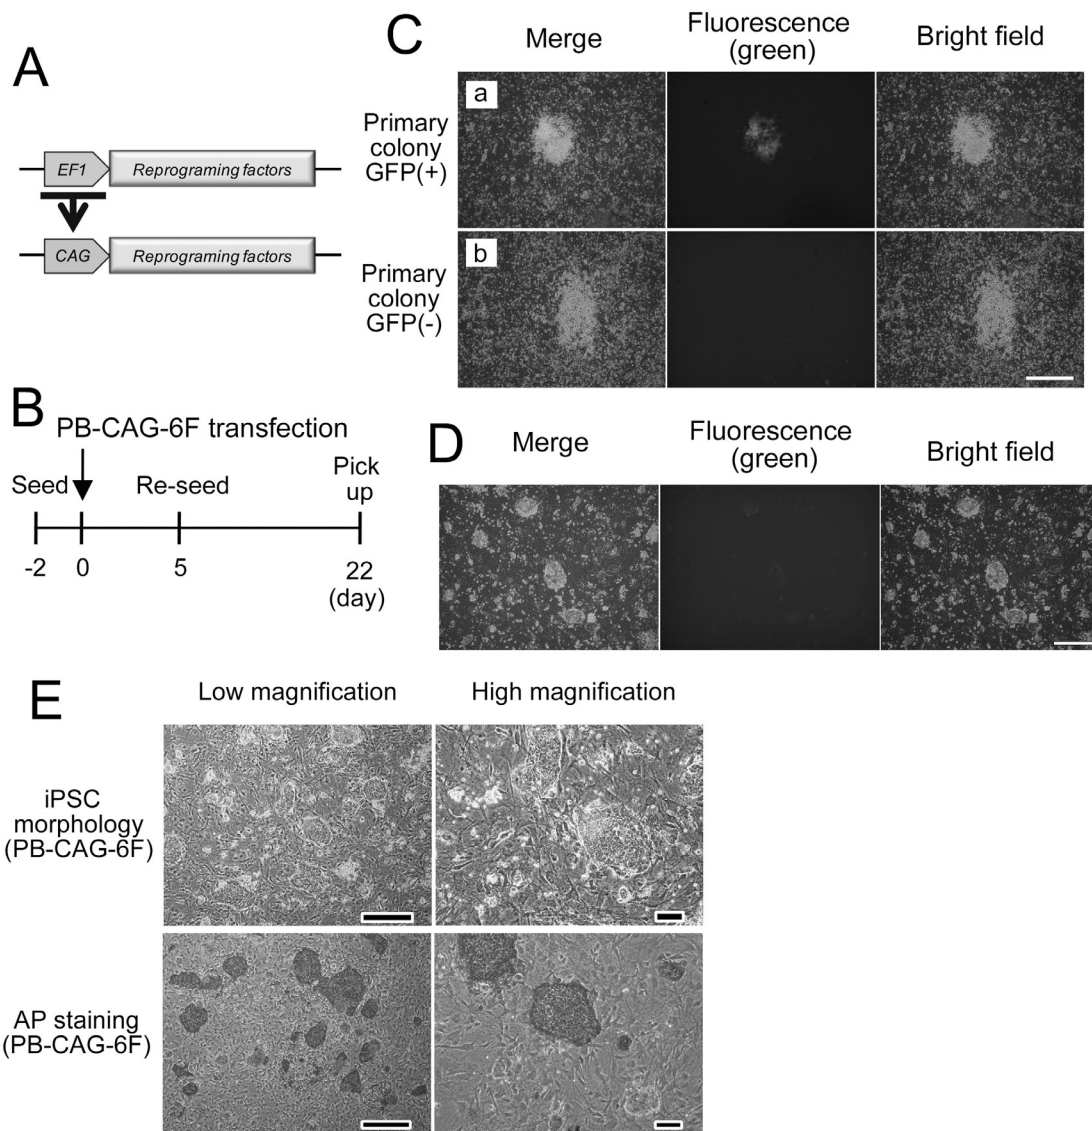 A
EF1
Reprograming factors
CAG
Reprograming factors
B
PB-CAG-6F transfection
Seed
Re-seed
Pick
up
-2
0
5
22
(day)
C
Merge
Fluorescence
(green)
Bright field
Primary
colony
GFP(+)
a
Primary
colony
GFP(-)
b
D
Merge
Fluorescence
(green)
Bright field
E
Low magnification
High magnification
iPSC
morphology
(PB-CAG-6F)
AP staining
(PB-CAG-6F)